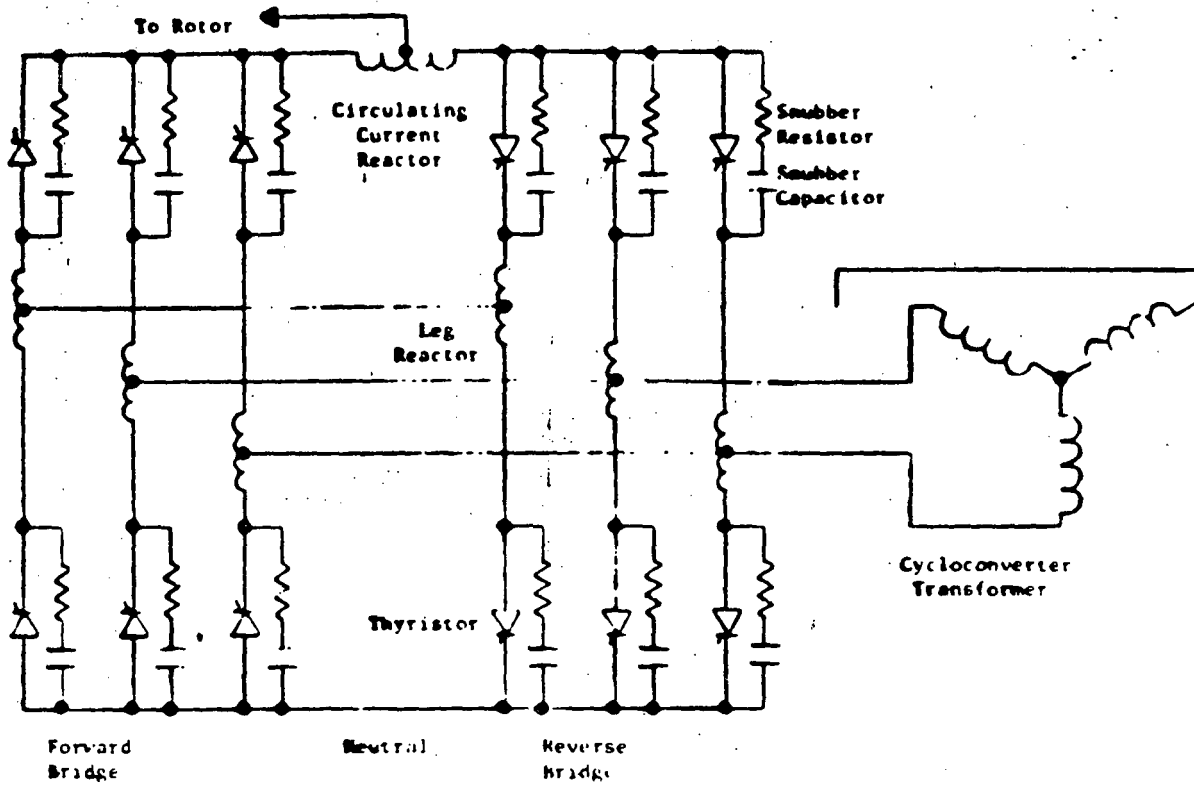 To Rotor
Circulating
Current
Reactor
Snubber
Resistor
Snubber
Capacitor
Leg
Reactor
Cycloconverter
Transformer
Thyristor
Forward
Bridge
Neutral
Reverse
Bridge